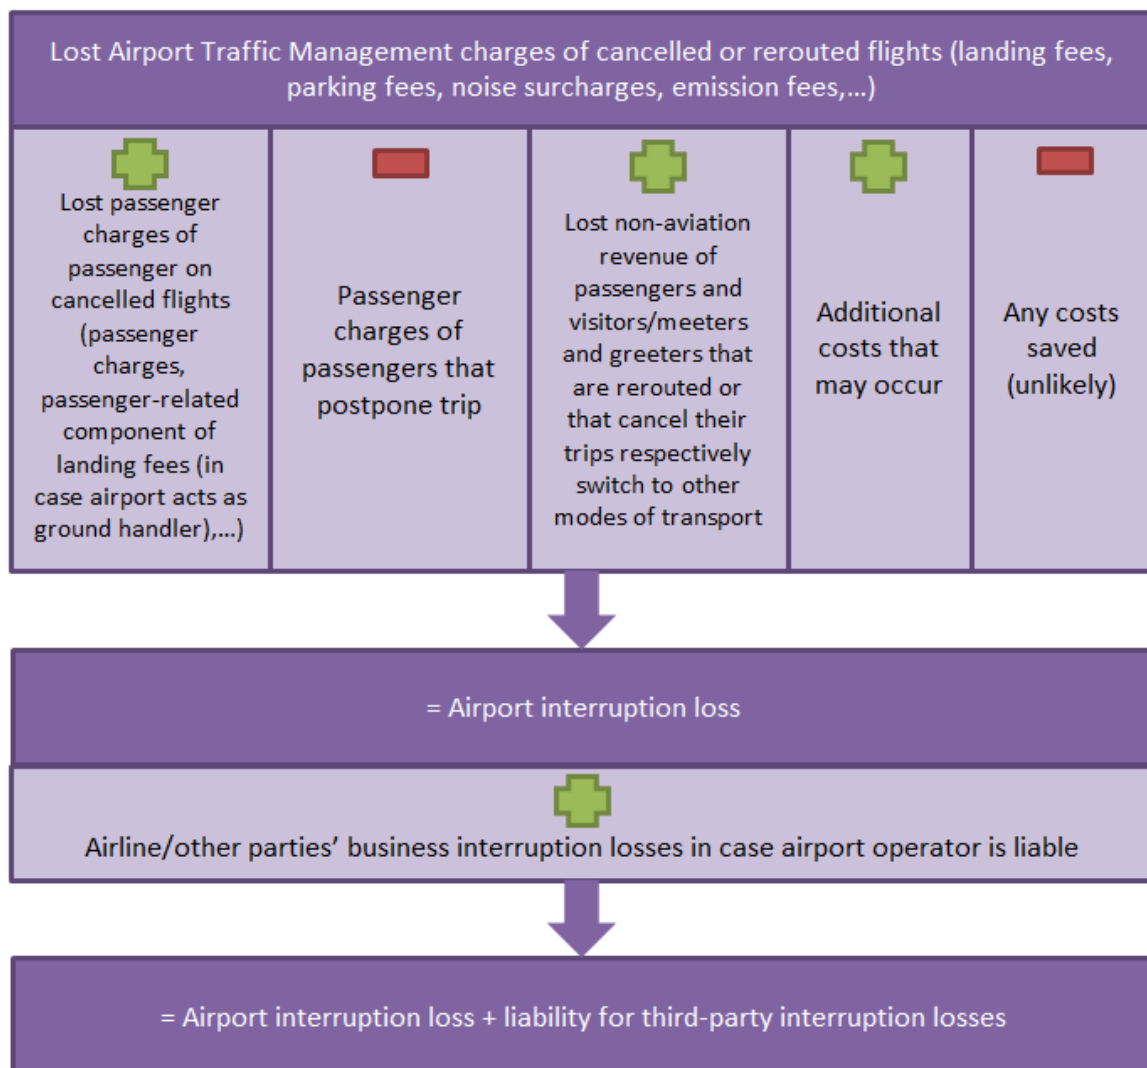 Lost Airport Traffic Management charges of cancelled or rerouted flights (landing fees,
parking fees, noise surcharges, emission fees,...)
Lost passenger
charges of
passenger on
cancelled flights
(passenger
charges,
passenger-related
component of
landing fees (in
case airport acts as
ground handler),...)
Passenger
charges of
passengers that
postpone trip
Lost non-aviation
revenue of
passengers and
visitors/meeters
and greeters that
are rerouted or
that cancel their
trips respectively
switch to other
modes of transport
Additional
costs that
may occur
Any costs
saved
(unlikely)
= Airport interruption loss
Airline/other parties’ business interruption losses in case airport operator is liable
= Airport interruption loss + liability for third-party interruption losses